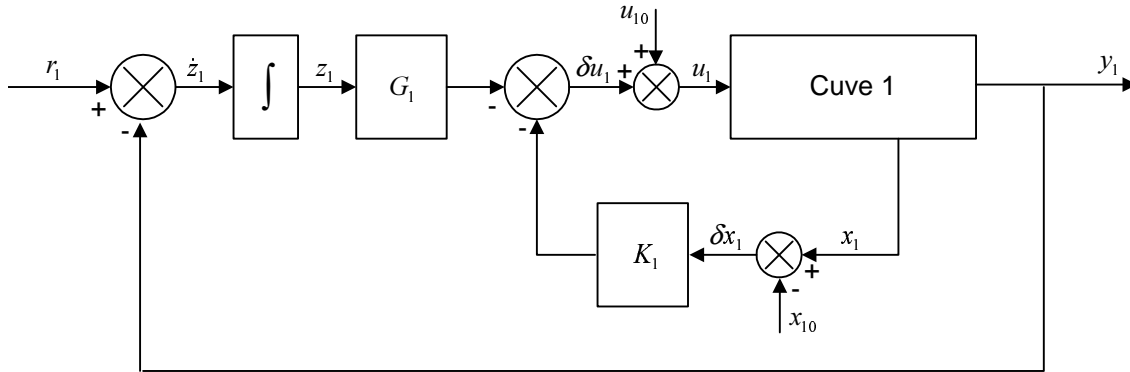 u₁₀
r₁
+
-
ż₁
∫
z₁
G₁
-
-
δu₁
+
+
u₁
Cuve 1
y₁
K₁
δx₁
x₁
+
-
x₁₀